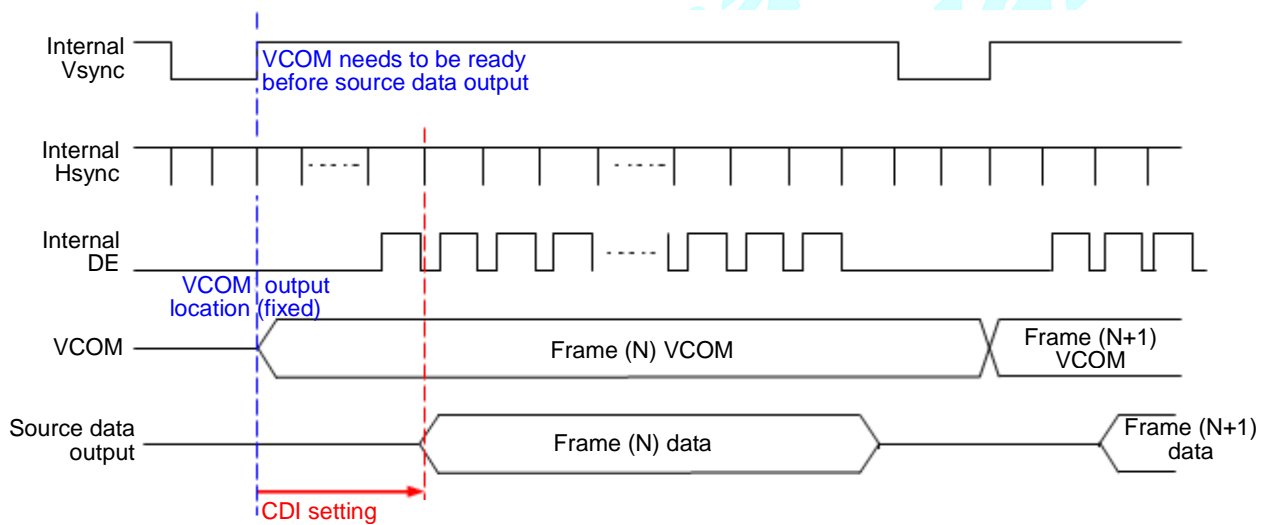 Internal
Vsync
VCOM needs to be ready
before source data output
Internal
Hsync
Internal
DE
VCOM output
location (fixed)
VCOM
Frame (N) VCOM
Frame (N+1)
VCOM
Source data
output
Frame (N) data
Frame (N+1)
data
CDI setting